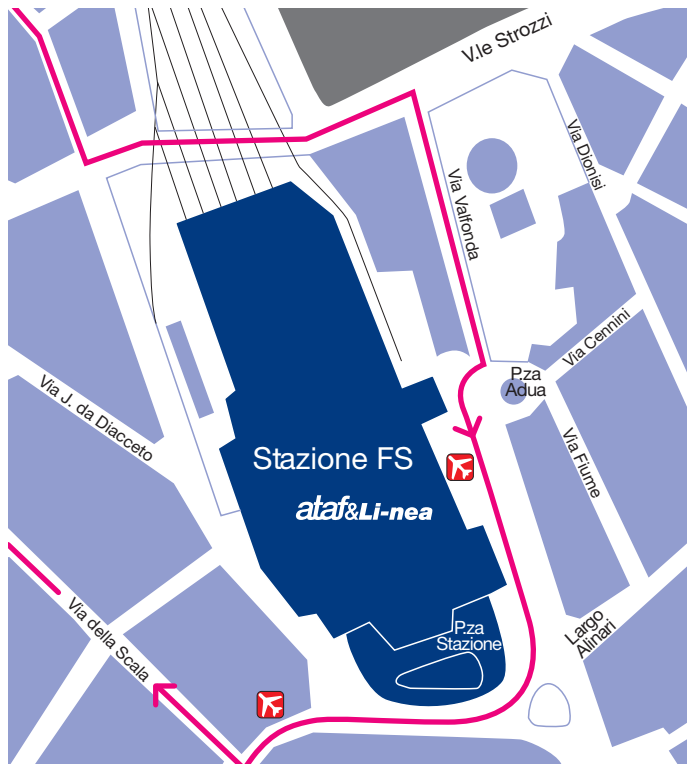 V.le Strozzi
Via Dionisi
Via Valfonda
Via Cennini
P.za
Adua
Via J. da Diacceto
Via Fiume
Stazione FS
ataf&Li-nea
Via della Scala
P.za
Stazione
Largo
Alinari